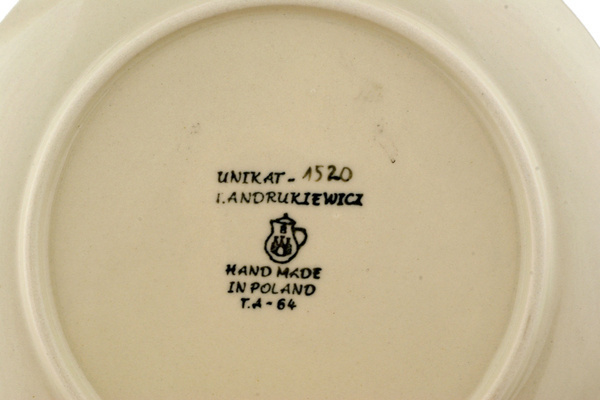 UNIKAT - 1520
T. ANDRUKIEWICZ
HAND MADE
IN POLAND
T.A - 64